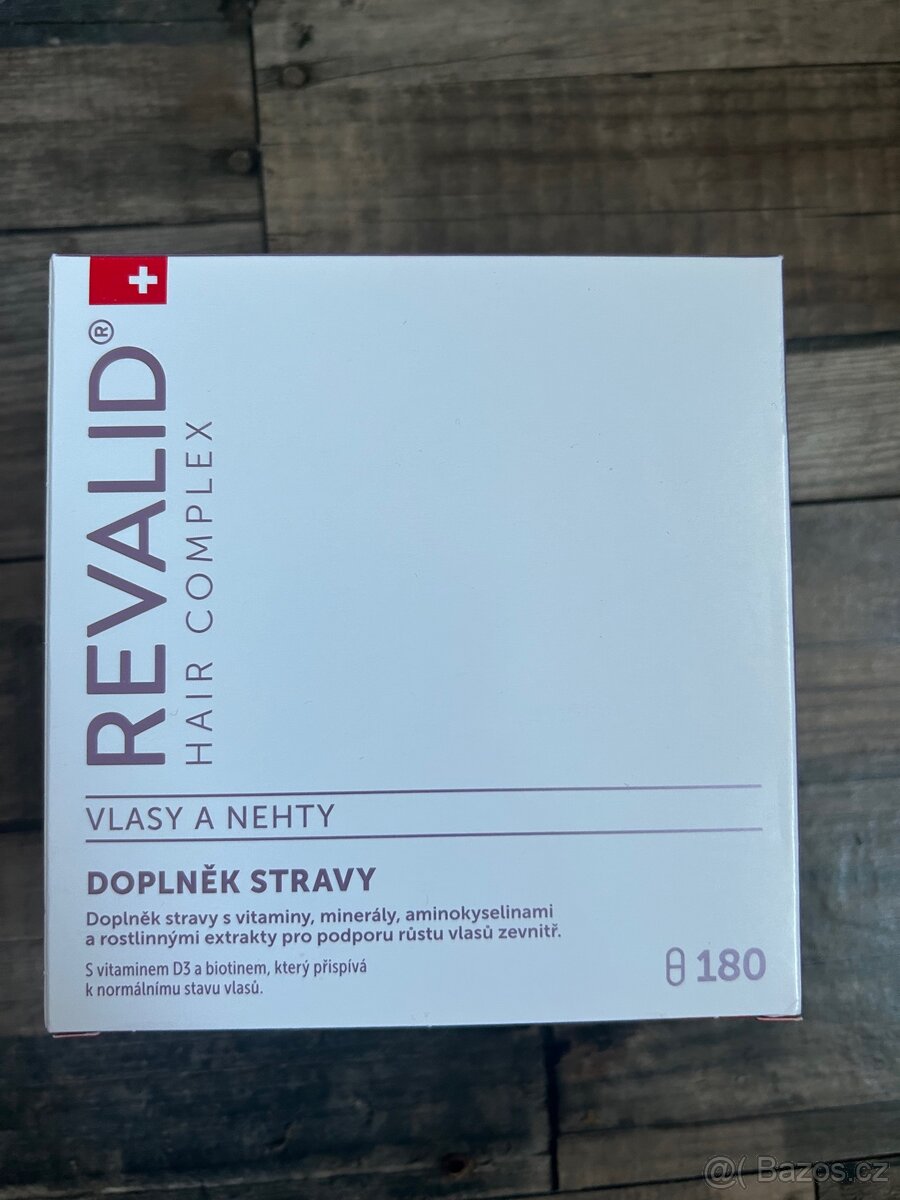 REVALID®
HAIR COMPLEX
VLASY A NEHTY
DOPLNĚK STRAVY
Doplněk stravy s vitaminy, minerály, aminokyselinami
a rostlinnými extrakty pro podporu růstu vlasů zevnitř.
S vitaminem D3 a biotinem, který přispívá
k normálnímu stavu vlasů.
180
@( Bazos.cz